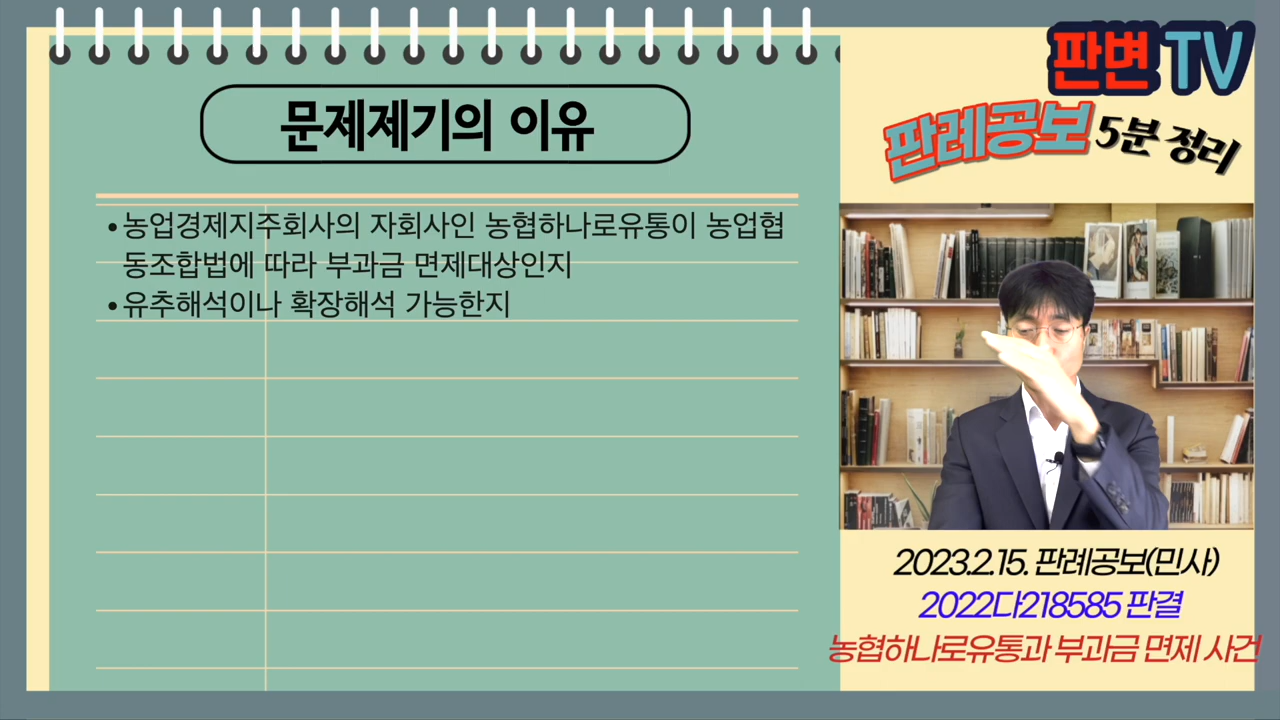 문제제기의 이유
•농업경제지주회사의 자회사인 농협하나로유통이 농업협
동조합법에 따라 부과금 면제대상인지
•유추해석이나 확장해석 가능한지
판변 TV
판례공보 5분 정리
2023.2.15. 판례공보(민사)
2022다218585 판결
농협하나로유통과 부과금 면제 사건